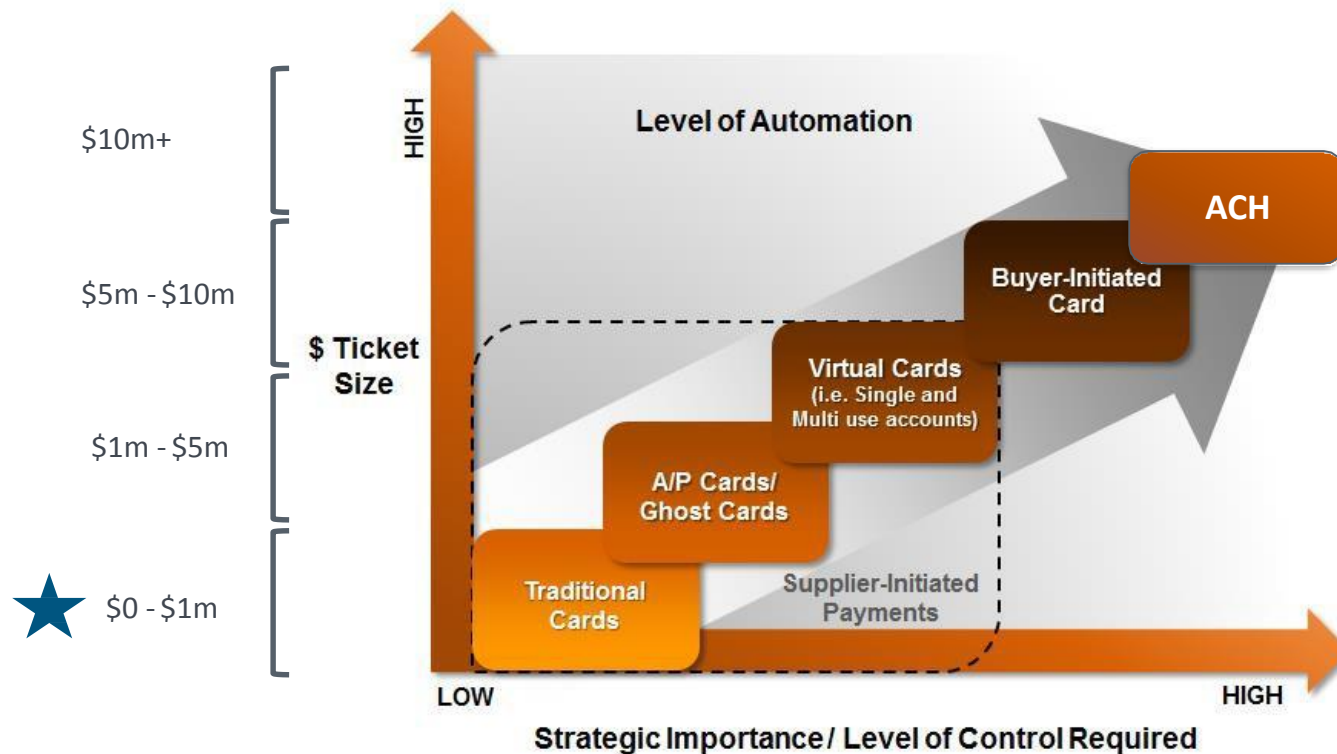 $10m+
$5m - $10m
$1m - $5m
$0 - $1m
HIGH
$ Ticket
Size
Level of Automation
ACH
Buyer-Initiated
Card
Virtual Cards
(i.e. Single and
Multi use accounts)
A/P Cards/
Ghost Cards
Traditional
Cards
Supplier-Initiated
Payments
LOW
HIGH
Strategic Importance / Level of Control Required